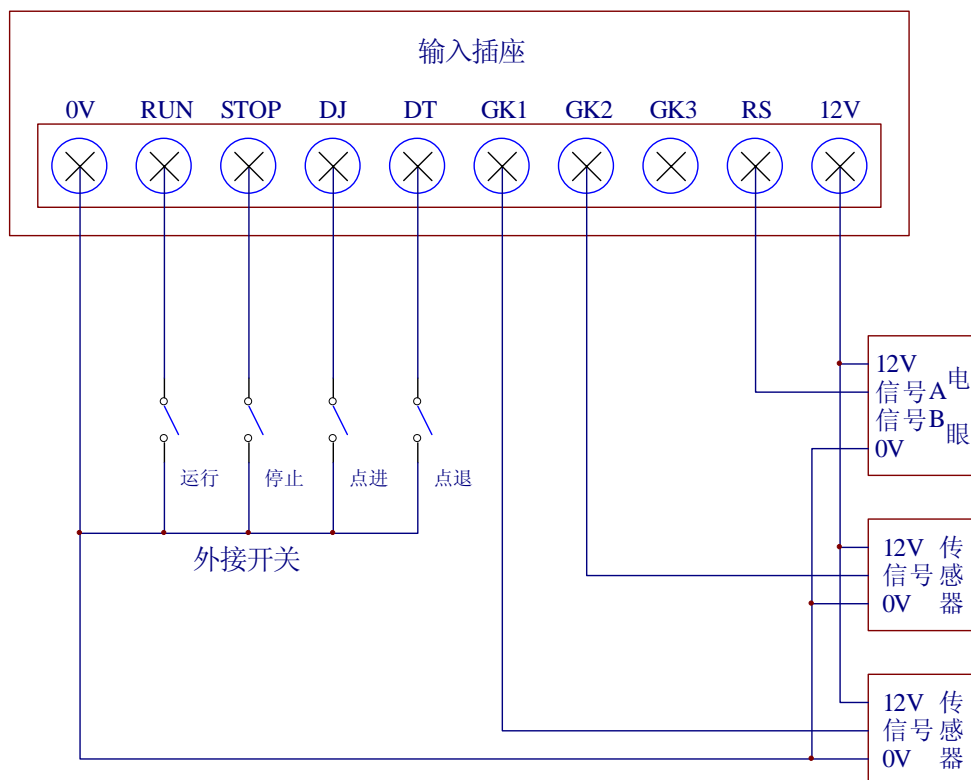 输入插座
0V RUN STOP DJ DT GK1 GK2 GK3 RS 12V
运行 停止 点进 点退
外接开关
12V
信号A
信号B
0V
电眼
12V
信号
0V
传感器
12V
信号
0V
传感器